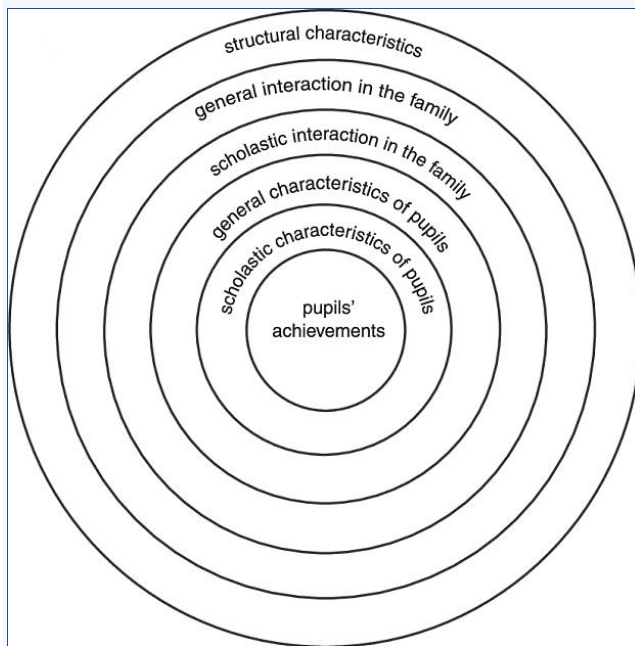 structural characteristics
general interaction in the family
scholastic interaction in the family
general characteristics of pupils
scholastic characteristics of pupils
pupils’
achievements